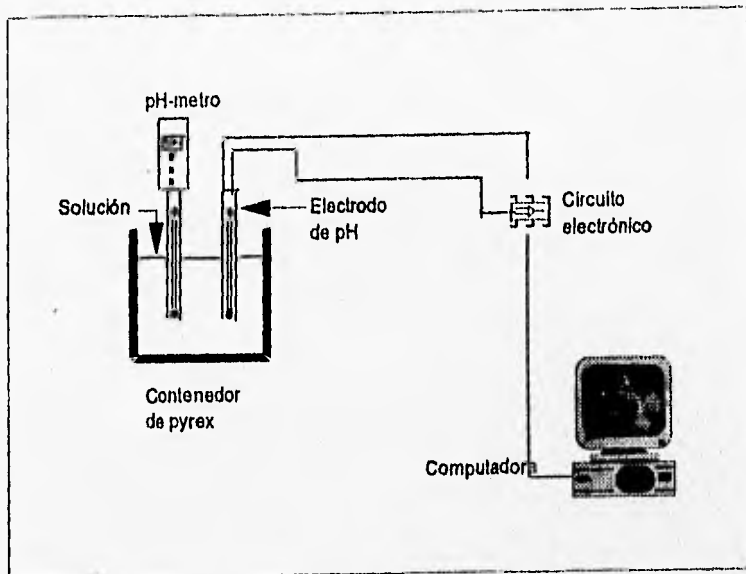 pH-metro
Solución
Electrodo
de pH
Circuito
electrónico
Contenedor
de pyrex
Computadora